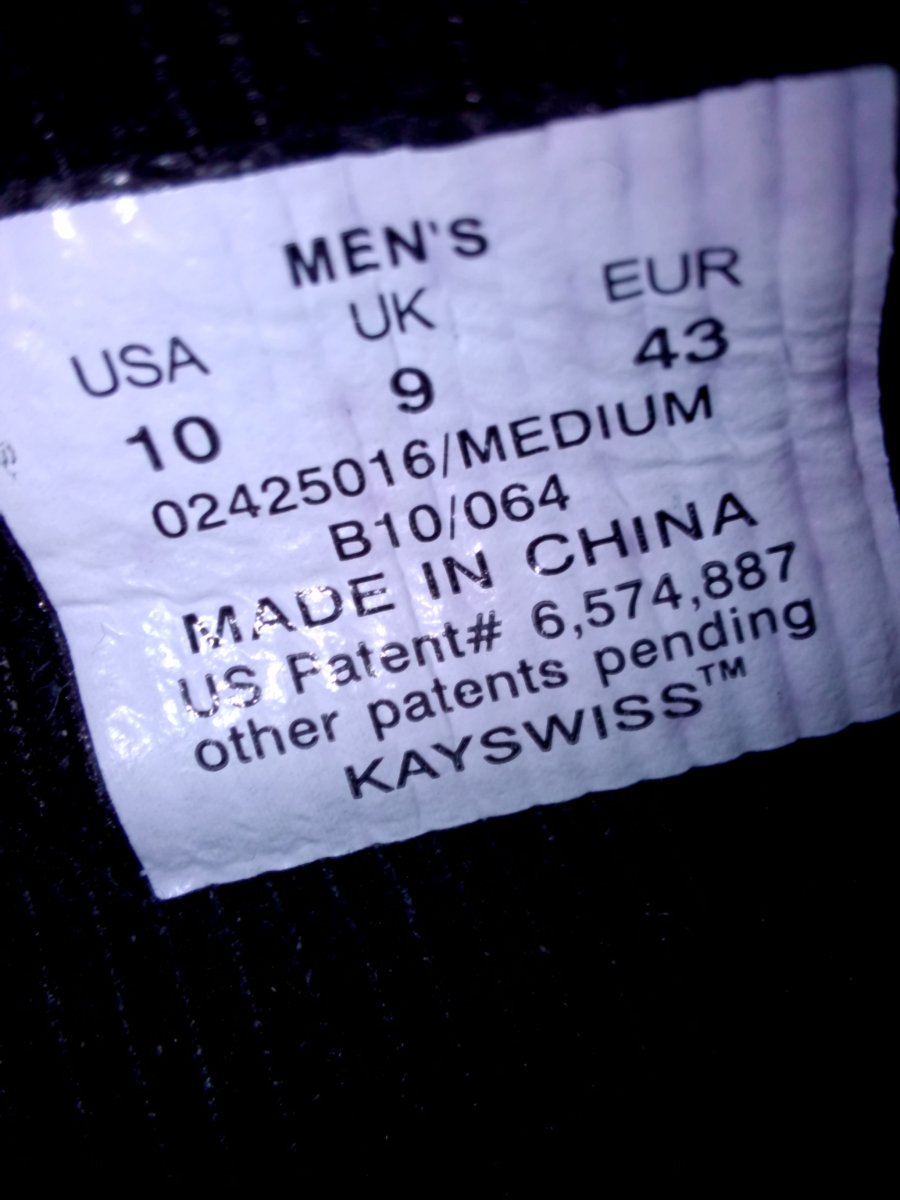 MEN'S
USA UK EUR
10 9 43
02425016/MEDIUM
B10/064
MADE IN CHINA
US Patent# 6,574,887
other patents pending
KAYSWISS™